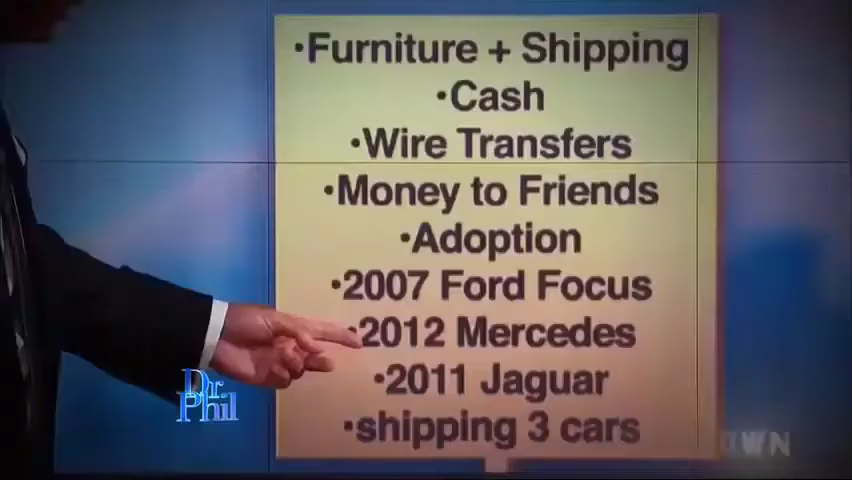 •Furniture + Shipping
•Cash
•Wire Transfers
•Money to Friends
•Adoption
•2007 Ford Focus
•2012 Mercedes
•2011 Jaguar
•shipping 3 cars
Dr.
Phil
OWN